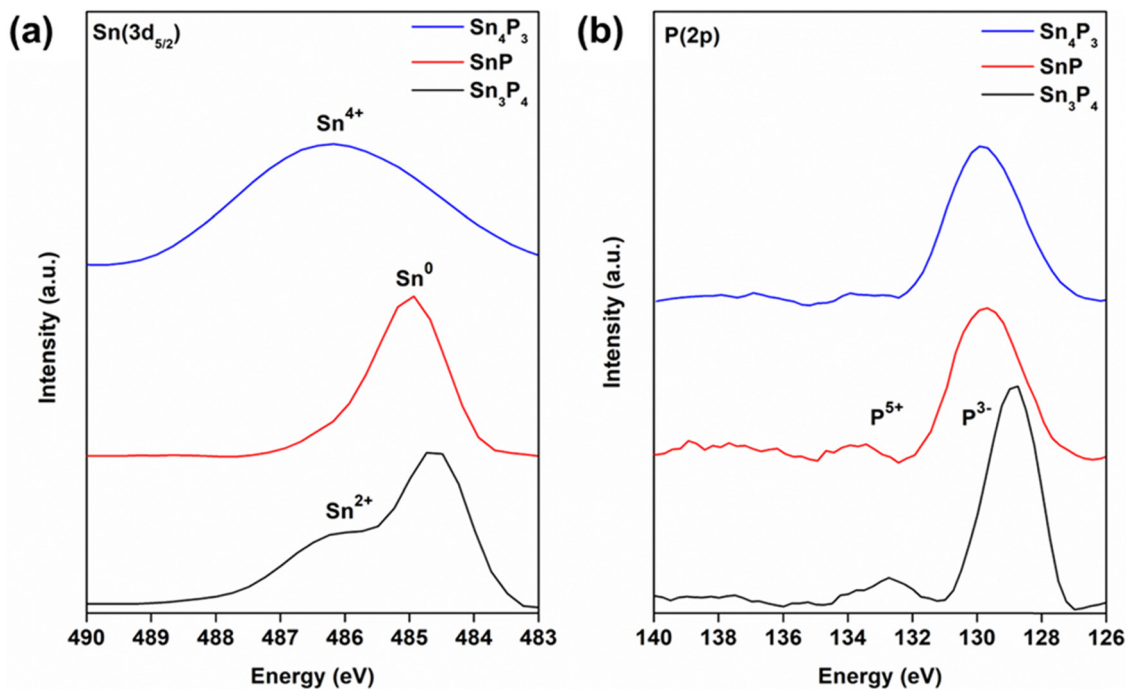 (a)
Sn(3d₅/₂)
Sn₄P₃
SnP
Sn₃P₄
Sn⁴⁺
Sn⁰
Sn²⁺
Intensity (a.u.)
490 489 488 487 486 485 484 483
Energy (eV)
(b)
P(2p)
Sn₄P₃
SnP
Sn₃P₄
P⁵⁺
P³⁻
Intensity (a.u.)
140 138 136 134 132 130 128 126
Energy (eV)